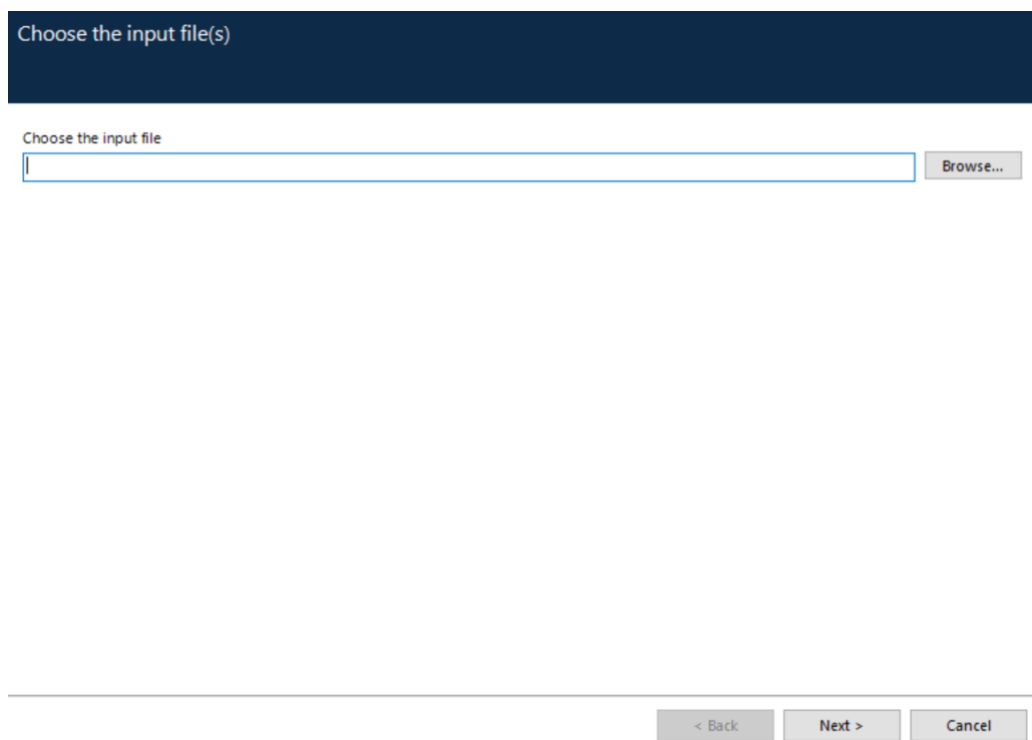 Choose the input file(s)
Choose the input file
Browse...
< Back
Next >
Cancel